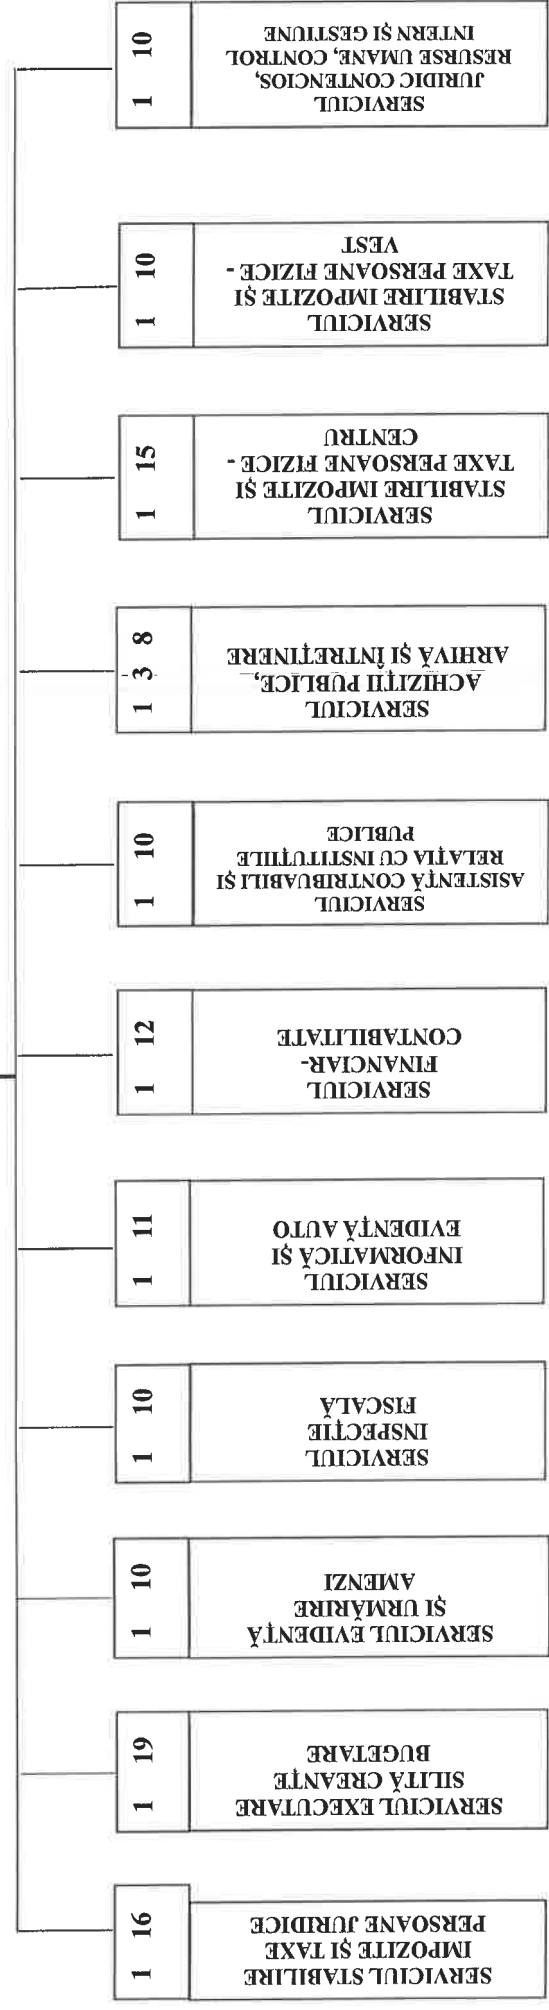 1 16
SERVICIUL STABILIRE
IMPOZITE ȘI TAXE
PERSOANE JURIDICE
1 19
SERVICIUL EXECUTARE
SILITĂ CREANȚE
BUGETARE
1 10
SERVICIUL EVIDENȚĂ
ȘI URMĂRIRE
AMENZI
1 10
SERVICIUL
INSPECȚIE
FISCALĂ
1 11
SERVICIUL
INFORMATICĂ ȘI
EVIDENȚĂ AUTO
1 12
SERVICIUL
FINANCIAR-
CONTABILITATE
1 10
SERVICIUL
ASISTENȚĂ CONTRIBUABILI ȘI
RELAȚIA CU INSTITUȚIILE
PUBLICE
1 3 8
SERVICIUL
ACHIZIȚII PUBLICE,
ARHIVĂ ȘI ÎNTREȚINERE
1 15
SERVICIUL
STABILIRE IMPOZITE ȘI
TAXE PERSOANE FIZICE -
CENTRU
1 10
SERVICIUL
STABILIRE IMPOZITE ȘI
TAXE PERSOANE FIZICE -
VEST
1 10
SERVICIUL
JURIDIC CONTENCIOS,
RESURSE UMANE, CONTROL
INTERN ȘI GESTIUNE